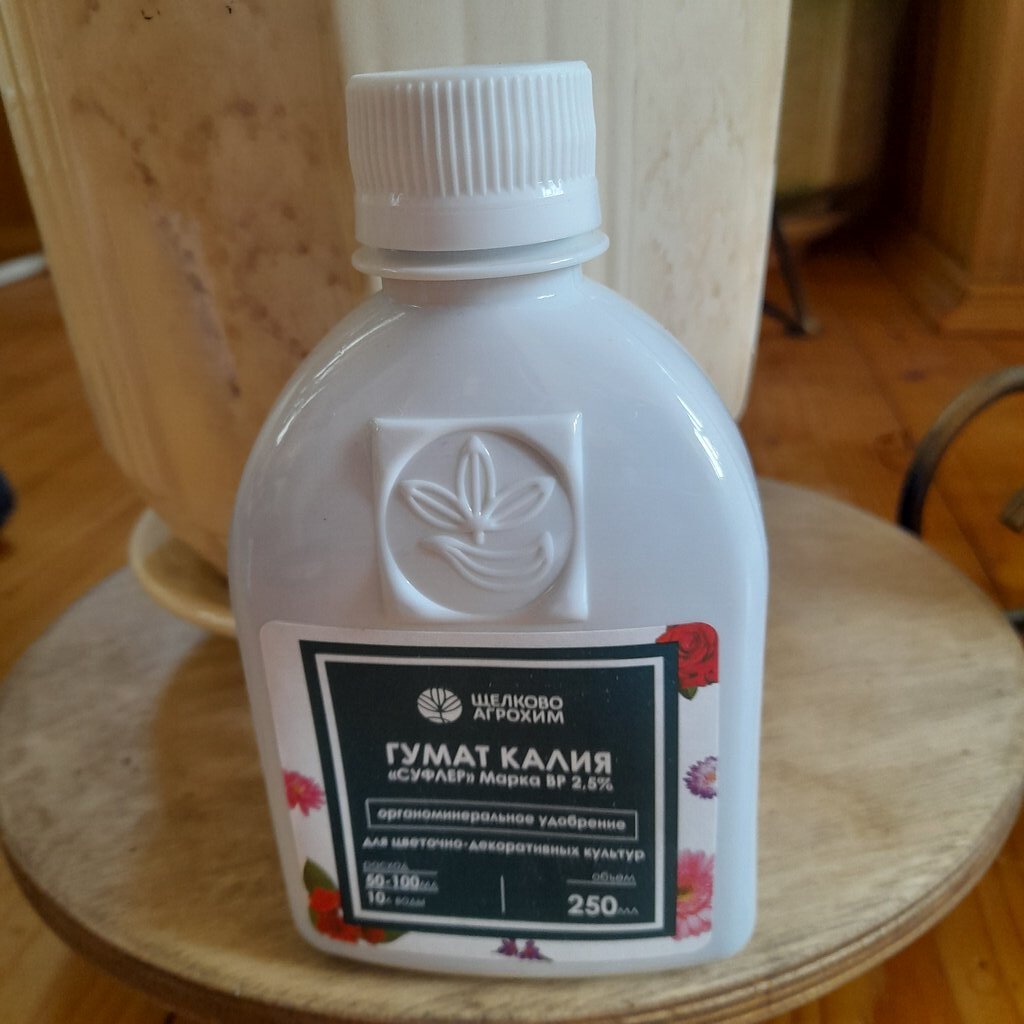 ЩЕЛКОВО
АГРОХИМ
ГУМАТ КАЛИЯ
«СУФЛЕР» Марка ВР 2,5%
органоминеральное удобрение
для цветочно-декоративных культур
расход
50-100мл
10л воды
объем
250мл